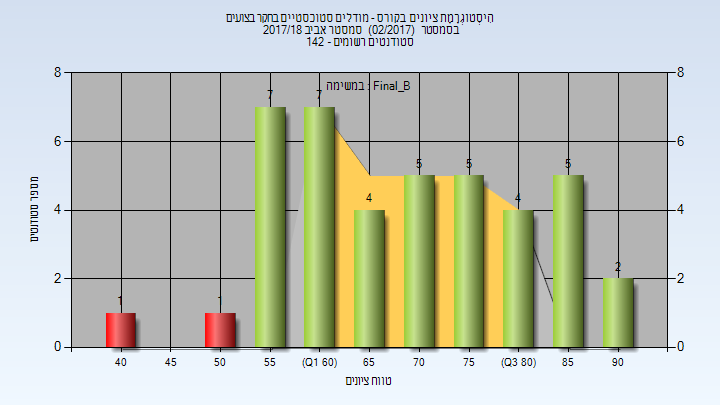 היסטוגרמת ציונים בקורס - מודלים סטוכסטיים בחקר ביצועים
בסמסטר (02/2017) סמסטר אביב 2017/18
סטודנטים רשומים - 142
במשימה : Final_B
8 8
6 6
4 4
2 2
0 0
1 1 7 7 4 5 5 4 5 2
מספר סטודנטים
40 45 50 55 (Q1 60) 65 70 75 (Q3 80) 85 90
טווח ציונים